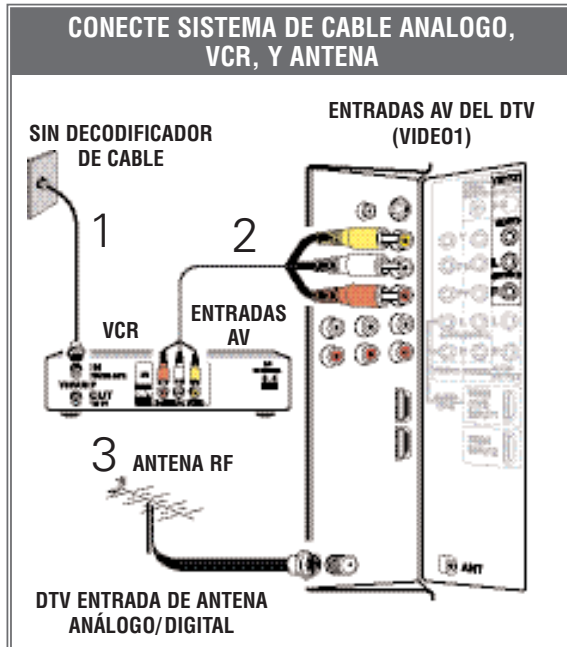 CONECTE SISTEMA DE CABLE ANALOGO,
VCR, Y ANTENA
ENTRADAS AV DEL DTV
(VIDEO1)
SIN DECODIFICADOR
DE CABLE
1
2
VCR
ENTRADAS
AV
IN
OUT
3 ANTENA RF
ANT
DTV ENTRADA DE ANTENA
ANÁLOGO/DIGITAL